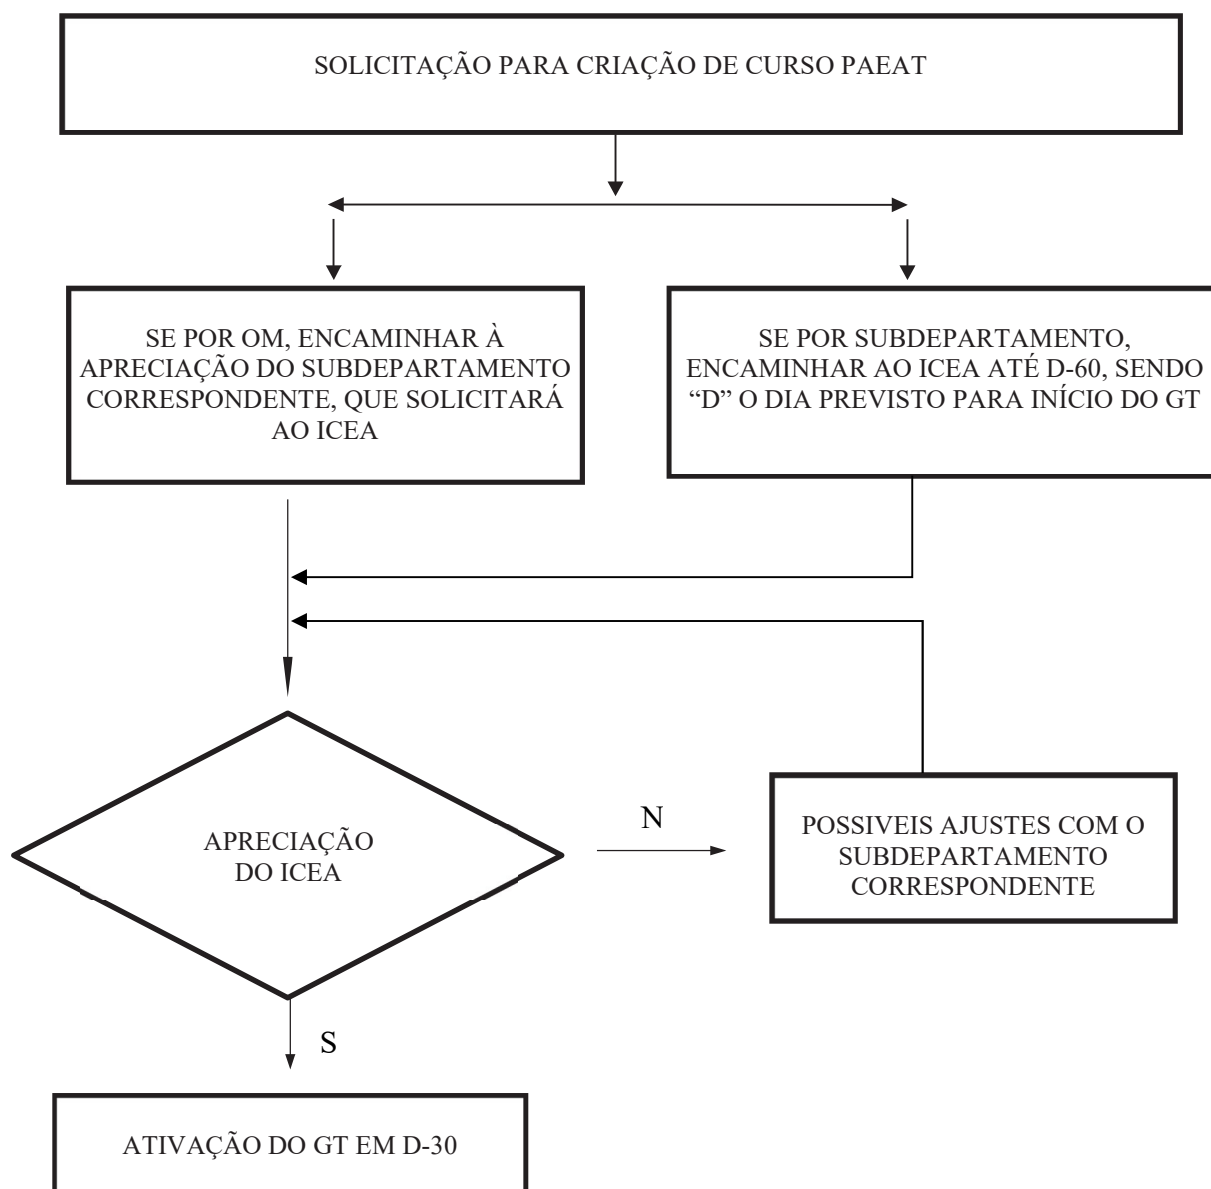 SOLICITAÇÃO PARA CRIAÇÃO DE CURSO PAEAT
SE POR OM, ENCAMINHAR À
APRECIAÇÃO DO SUBDEPARTAMENTO
CORRESPONDENTE, QUE SOLICITARÁ
AO ICEA
SE POR SUBDEPARTAMENTO,
ENCAMINHAR AO ICEA ATÉ D-60, SENDO
“D” O DIA PREVISTO PARA INÍCIO DO GT
APRECIAÇÃO
DO ICEA
N
POSSIVEIS AJUSTES COM O
SUBDEPARTAMENTO
CORRESPONDENTE
S
ATIVAÇÃO DO GT EM D-30